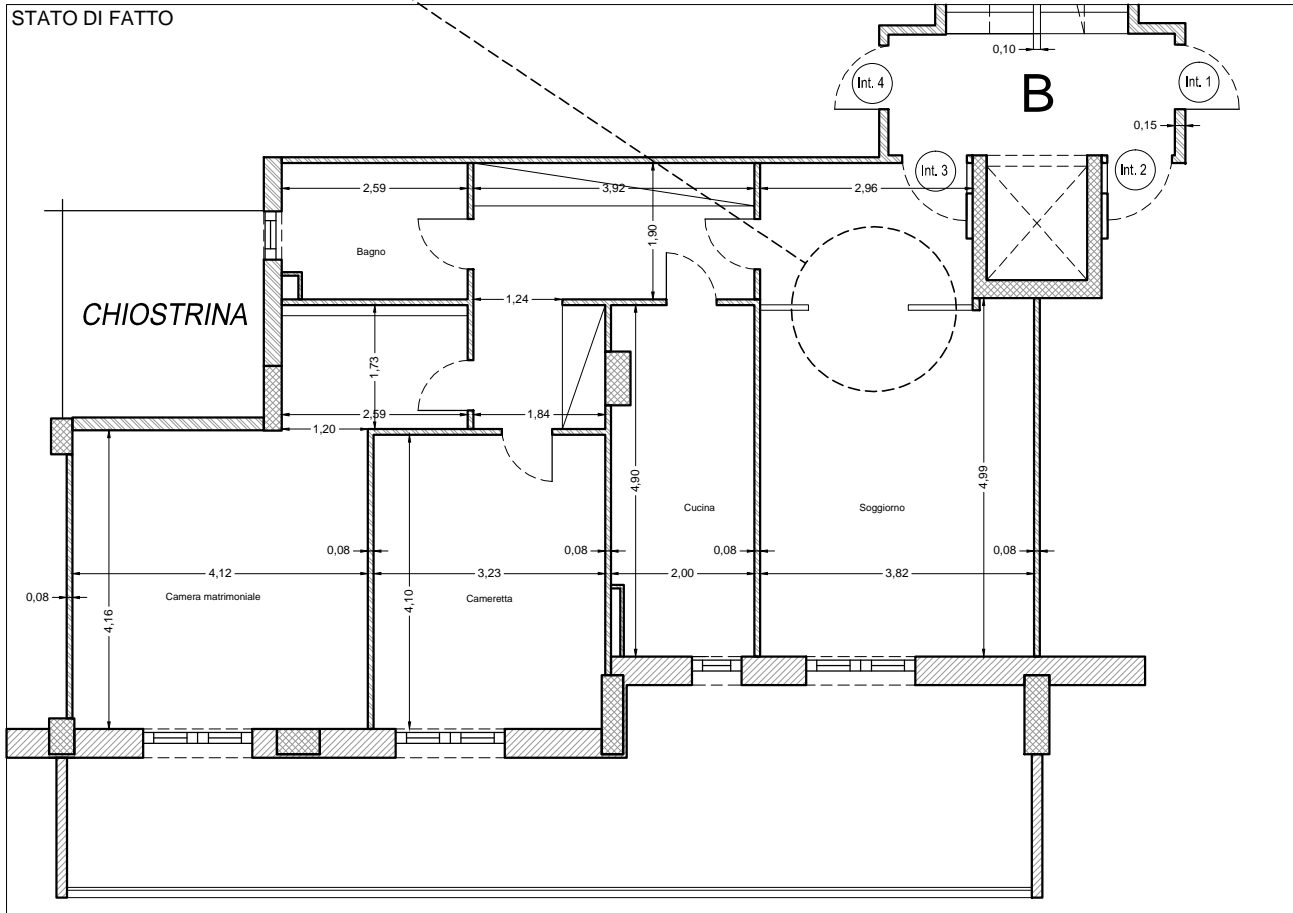 STATO DI FATTO
0,10
Int. 4
Int. 1
B
0,15
Int. 3
Int. 2
2,59
3,92
2,96
1,90
Bagno
CHIOSTRINA
1,24
1,73
2,59
1,84
1,20
4,90
4,99
Cucina
Soggiorno
0,08
0,08
0,08
0,08
4,12
3,23
2,00
3,82
0,08
Camera matrimoniale
Cameretta
4,16
4,10